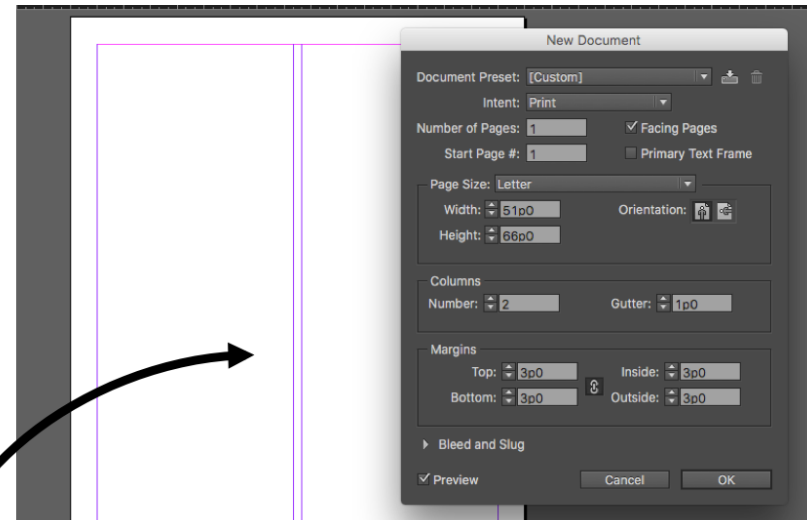 New Document
Document Preset: [Custom]
Intent: Print
Number of Pages: 1 Facing Pages
Start Page #: 1 Primary Text Frame
Page Size: Letter
Width: 51p0 Orientation:
Height: 66p0
Columns
Number: 2 Gutter: 1p0
Margins
Top: 3p0 Inside: 3p0
Bottom: 3p0 Outside: 3p0
Bleed and Slug
Preview Cancel OK